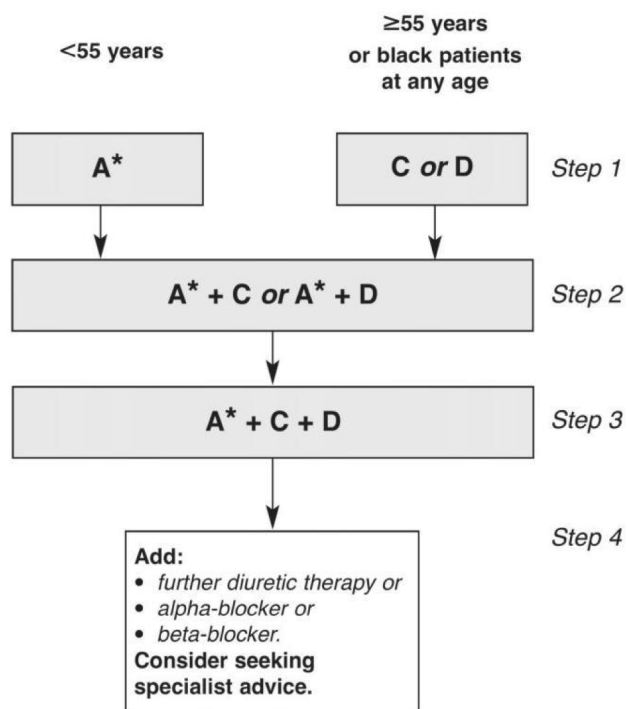 <55 years
≥55 years
or black patients
at any age
A*
C or D
Step 1
A* + C or A* + D
Step 2
A* + C + D
Step 3
Step 4
Add:
• further diuretic therapy or
• alpha-blocker or
• beta-blocker.
Consider seeking
specialist advice.